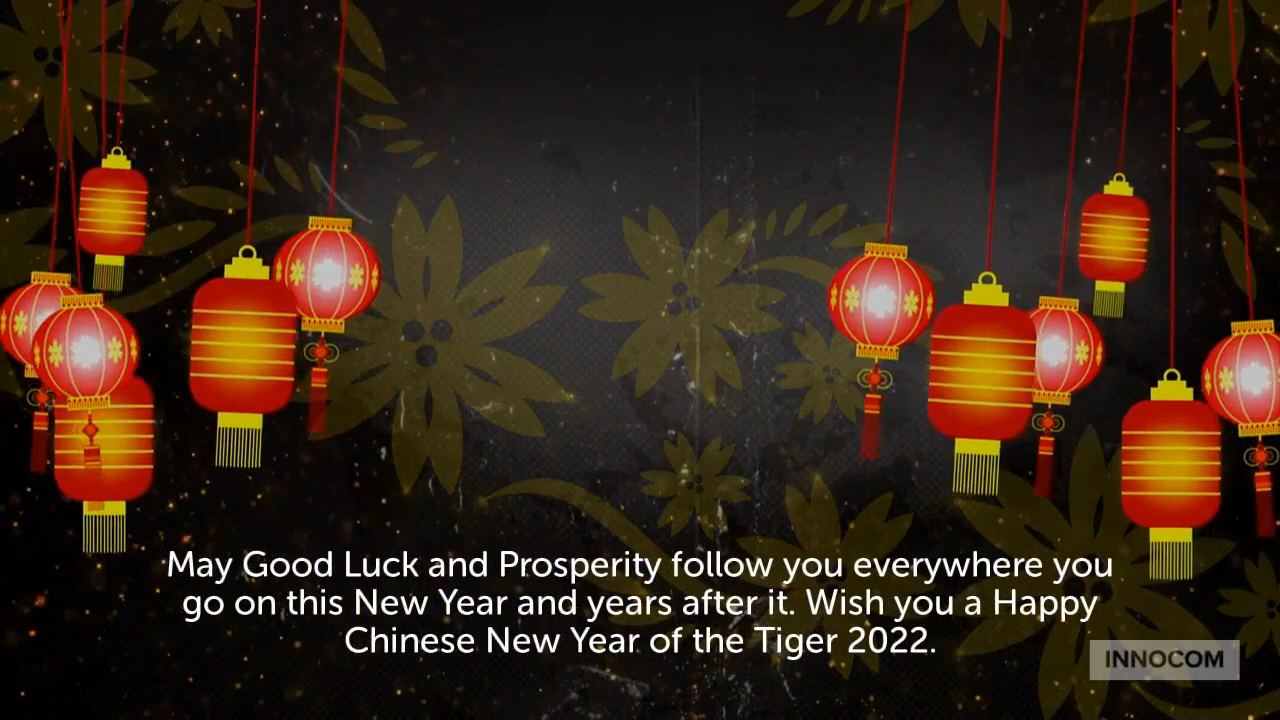 May Good Luck and Prosperity follow you everywhere you
go on this New Year and years after it. Wish you a Happy
Chinese New Year of the Tiger 2022.
INNOCOM